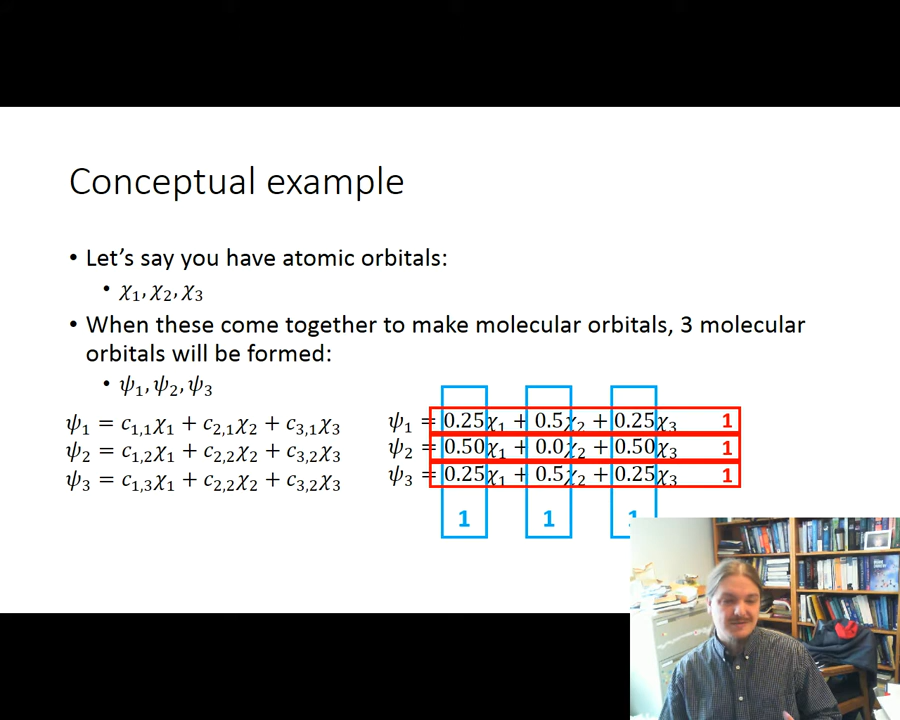 Conceptual example
• Let's say you have atomic orbitals:
• χ₁, χ₂, χ₃
• When these come together to make molecular orbitals, 3 molecular
orbitals will be formed:
• ψ₁, ψ₂, ψ₃
ψ₁ = c₁,₁χ₁ + c₂,₁χ₂ + c₃,₁χ₃
ψ₂ = c₁,₂χ₁ + c₂,₂χ₂ + c₃,₂χ₃
ψ₃ = c₁,₃χ₁ + c₂,₂χ₂ + c₃,₂χ₃
ψ₁ = 0.25χ₁ + 0.5χ₂ + 0.25χ₃ 1
ψ₂ = 0.50χ₁ + 0.0χ₂ + 0.50χ₃ 1
ψ₃ = 0.25χ₁ + 0.5χ₂ + 0.25χ₃ 1
1 1 1